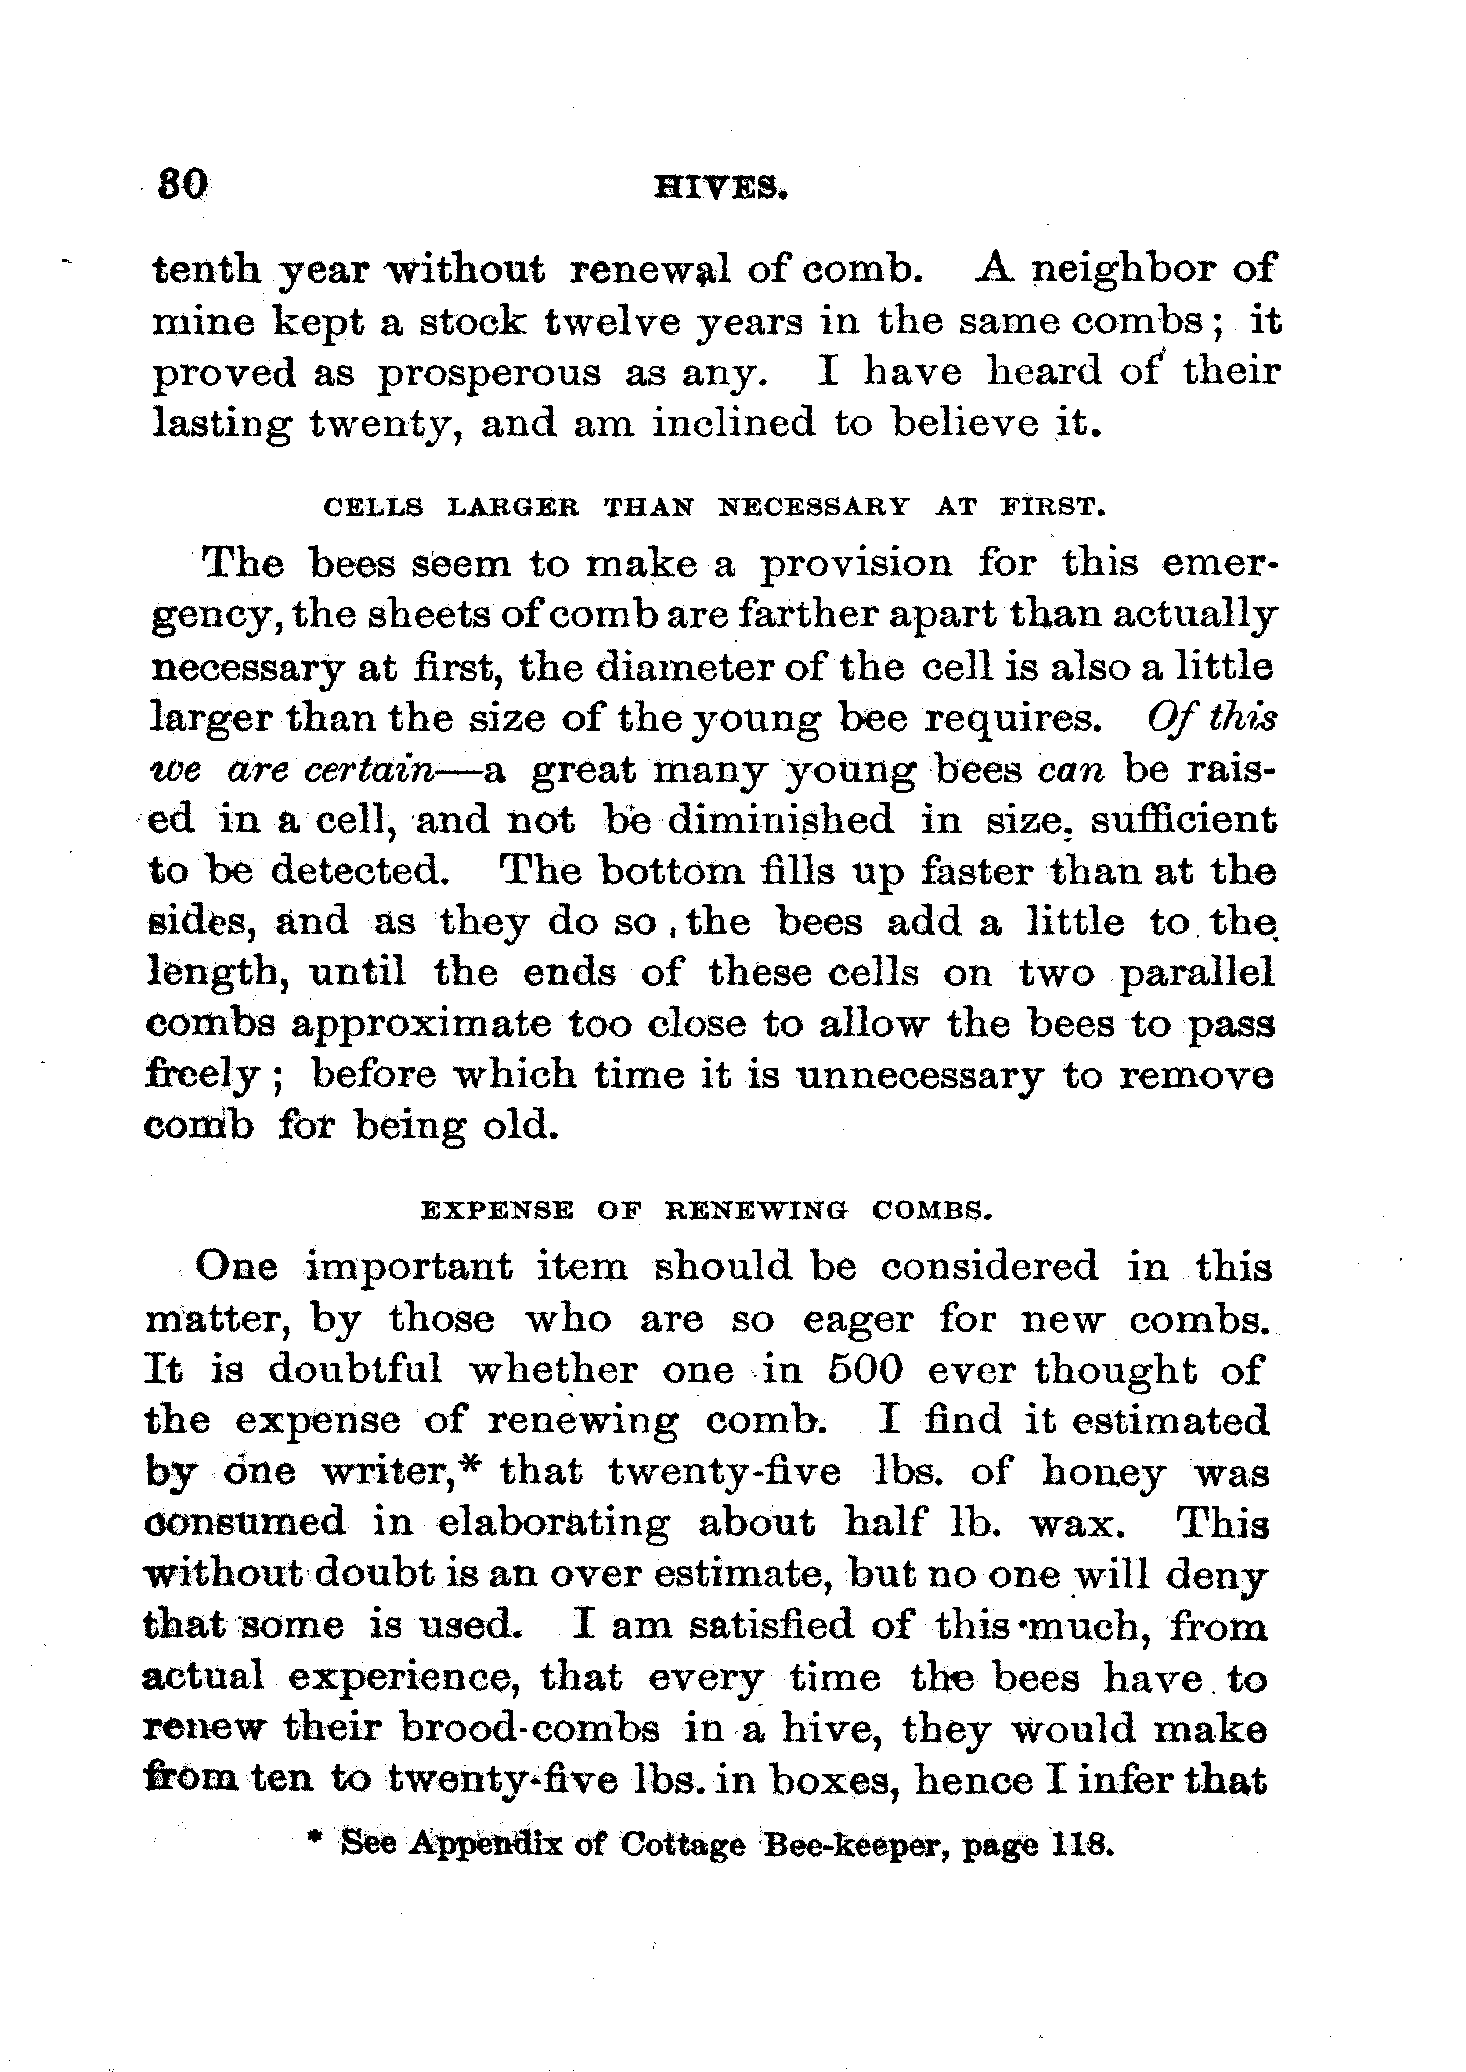 30 HIVES.
tenth year without renewal of comb. A neighbor of
mine kept a stock twelve years in the same combs; it
proved as prosperous as any. I have heard of their
lasting twenty, and am inclined to believe it.
CELLS LARGER THAN NECESSARY AT FIRST.
The bees seem to make a provision for this emer-
gency, the sheets of comb are farther apart than actually
necessary at first, the diameter of the cell is also a little
larger than the size of the young bee requires. Of this
we are certain—a great many young bees can be rais-
ed in a cell, and not be diminished in size, sufficient
to be detected. The bottom fills up faster than at the
sides, and as they do so, the bees add a little to the
length, until the ends of these cells on two parallel
combs approximate too close to allow the bees to pass
freely; before which time it is unnecessary to remove
comb for being old.
EXPENSE OF RENEWING COMBS.
One important item should be considered in this
matter, by those who are so eager for new combs.
It is doubtful whether one in 500 ever thought of
the expense of renewing comb. I find it estimated
by one writer,* that twenty-five lbs. of honey was
consumed in elaborating about half lb. wax. This
without doubt is an over estimate, but no one will deny
that some is used. I am satisfied of this much, from
actual experience, that every time the bees have to
renew their brood-combs in a hive, they would make
from ten to twenty-five lbs. in boxes, hence I infer that
* See Appendix of Cottage Bee-keeper, page 118.